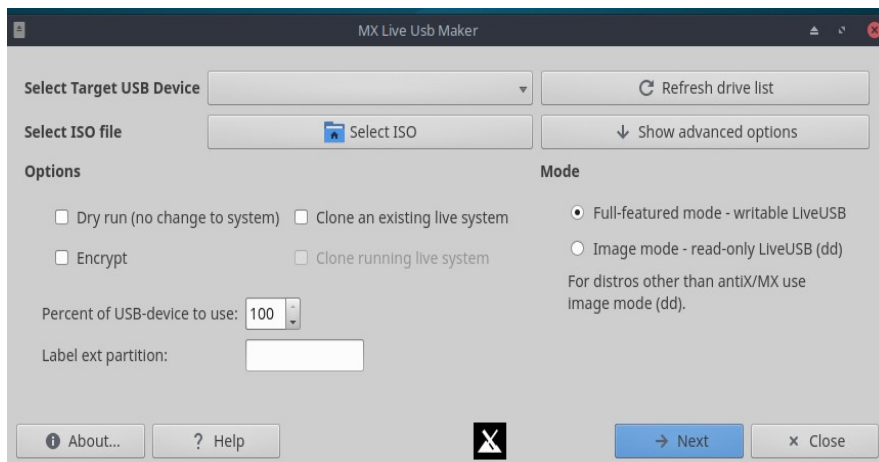 MX Live Usb Maker
Select Target USB Device
Refresh drive list
Select ISO file
Select ISO
Show advanced options
Options
Mode
Dry run (no change to system)
Clone an existing live system
Full-featured mode - writable LiveUSB
Encrypt
Clone running live system
Image mode - read-only LiveUSB (dd)
For distros other than antiX/MX use
image mode (dd).
Percent of USB-device to use:
100
Label ext partition:
About...
? Help
Next
Close